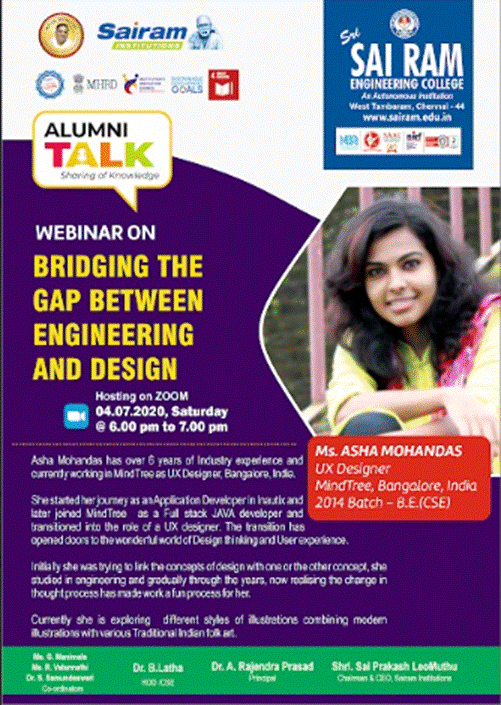 Sairam
INSTITUTIONS
MHRD
SUSTAINABLE
DEVELOPMENT
GOALS
Sri
SAI RAM
ENGINEERING COLLEGE
An Autonomous Institution
West Tambaram, Chennai - 44
www.sairam.edu.in
ALUMNI
TALK
Sharing of Knowledge
WEBINAR ON
BRIDGING THE
GAP BETWEEN
ENGINEERING
AND DESIGN
Hosting on ZOOM
04.07.2020, Saturday
@ 6.00 pm to 7.00 pm
Ms. ASHA MOHANDAS
UX Designer
MindTree, Bangalore, India
2014 Batch – B.E.(CSE)
Asha Mohandas has over 6 years of Industry experience and
currently working in MindTree as UX Designer, Bangalore, India.
She started her journey as an Application Developer in Inautix and
later joined MindTree as a Full stack JAVA developer and
transitioned into the role of a UX designer. The transition has
opened doors to the wonderful world of Design thinking and User experience.
Initially she was trying to link the concepts of design with one or the other concept, she
studied in engineering and gradually through the years, now realising the change in
thought process has made work a fun process for her.
Currently she is exploring different styles of illustrations combining modern
illustrations with various Traditional Indian folk art.
Ms. G. Manimala
Ms. R. Valarmathi
Dr. S. Samundeswari
Co-ordinators
Dr. B.Latha
HOD /CSE
Dr. A. Rajendra Prasad
Principal
Shri. Sai Prakash LeoMuthu
Chairman & CEO, Sairam Institutions